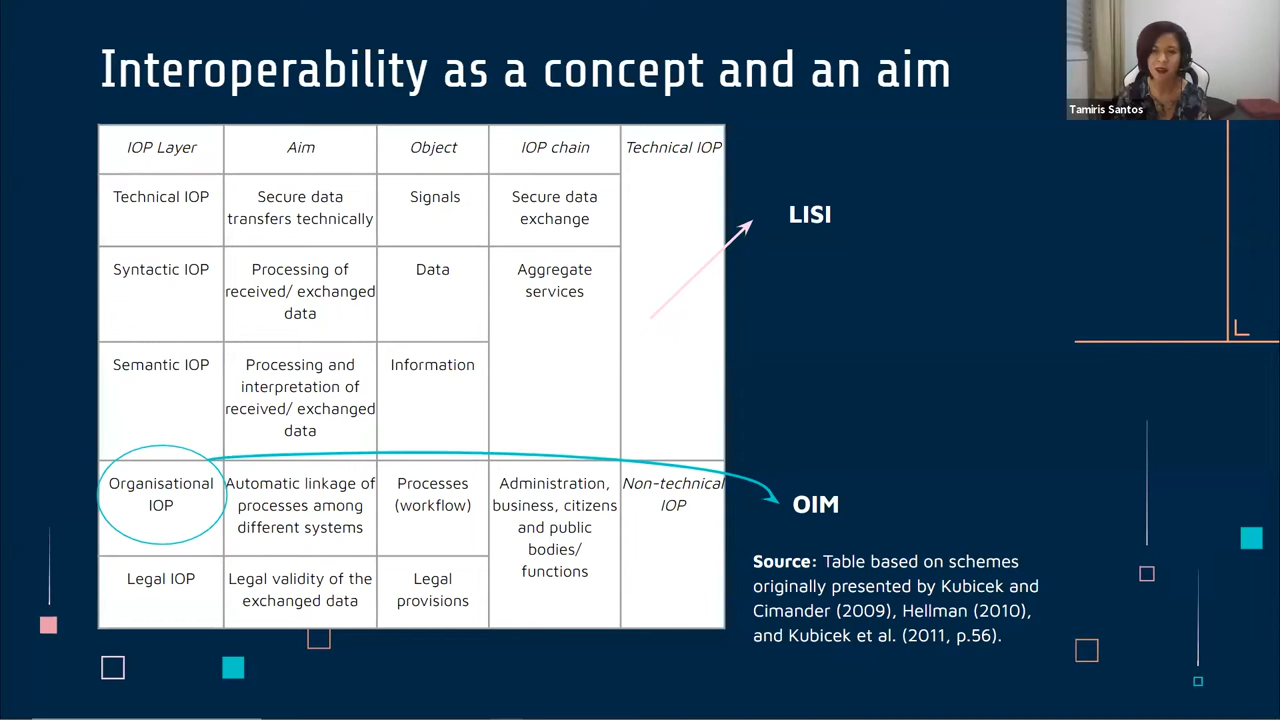 Interoperability as a concept and an aim
Tamiris Santos
IOP Layer
Aim
Object
IOP chain
Technical IOP
Technical IOP
Secure data
transfers technically
Signals
Secure data
exchange
Syntactic IOP
Processing of
received/ exchanged
data
Data
Aggregate
services
Semantic IOP
Processing and
interpretation of
received/ exchanged
data
Information
Organisational
IOP
Automatic linkage of
processes among
different systems
Processes
(workflow)
Administration,
business, citizens
and public
bodies/
functions
Non-technical
IOP
Legal IOP
Legal validity of the
exchanged data
Legal
provisions
LISI
OIM
Source: Table based on schemes
originally presented by Kubicek and
Cimander (2009), Hellman (2010),
and Kubicek et al. (2011, p.56).